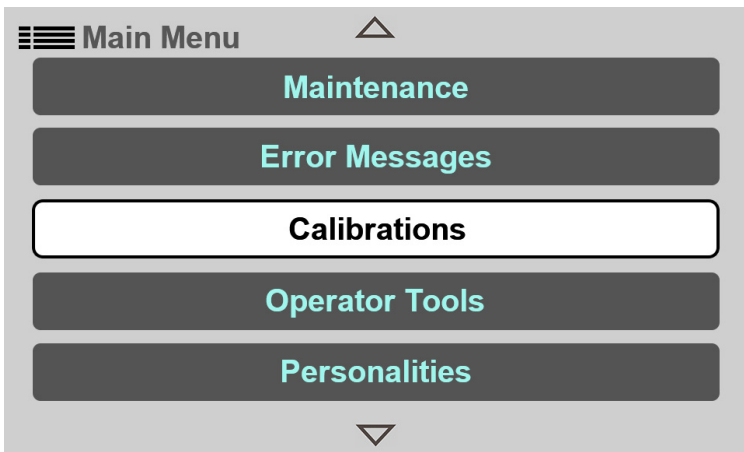 Main Menu
Maintenance
Error Messages
Calibrations
Operator Tools
Personalities